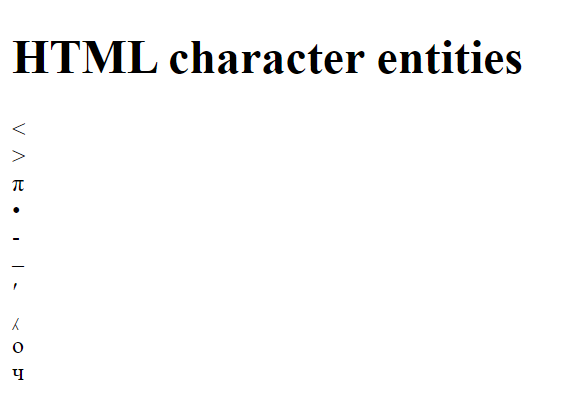 HTML character entities
<
>
π
•
-
–
′
⁁
о
ч